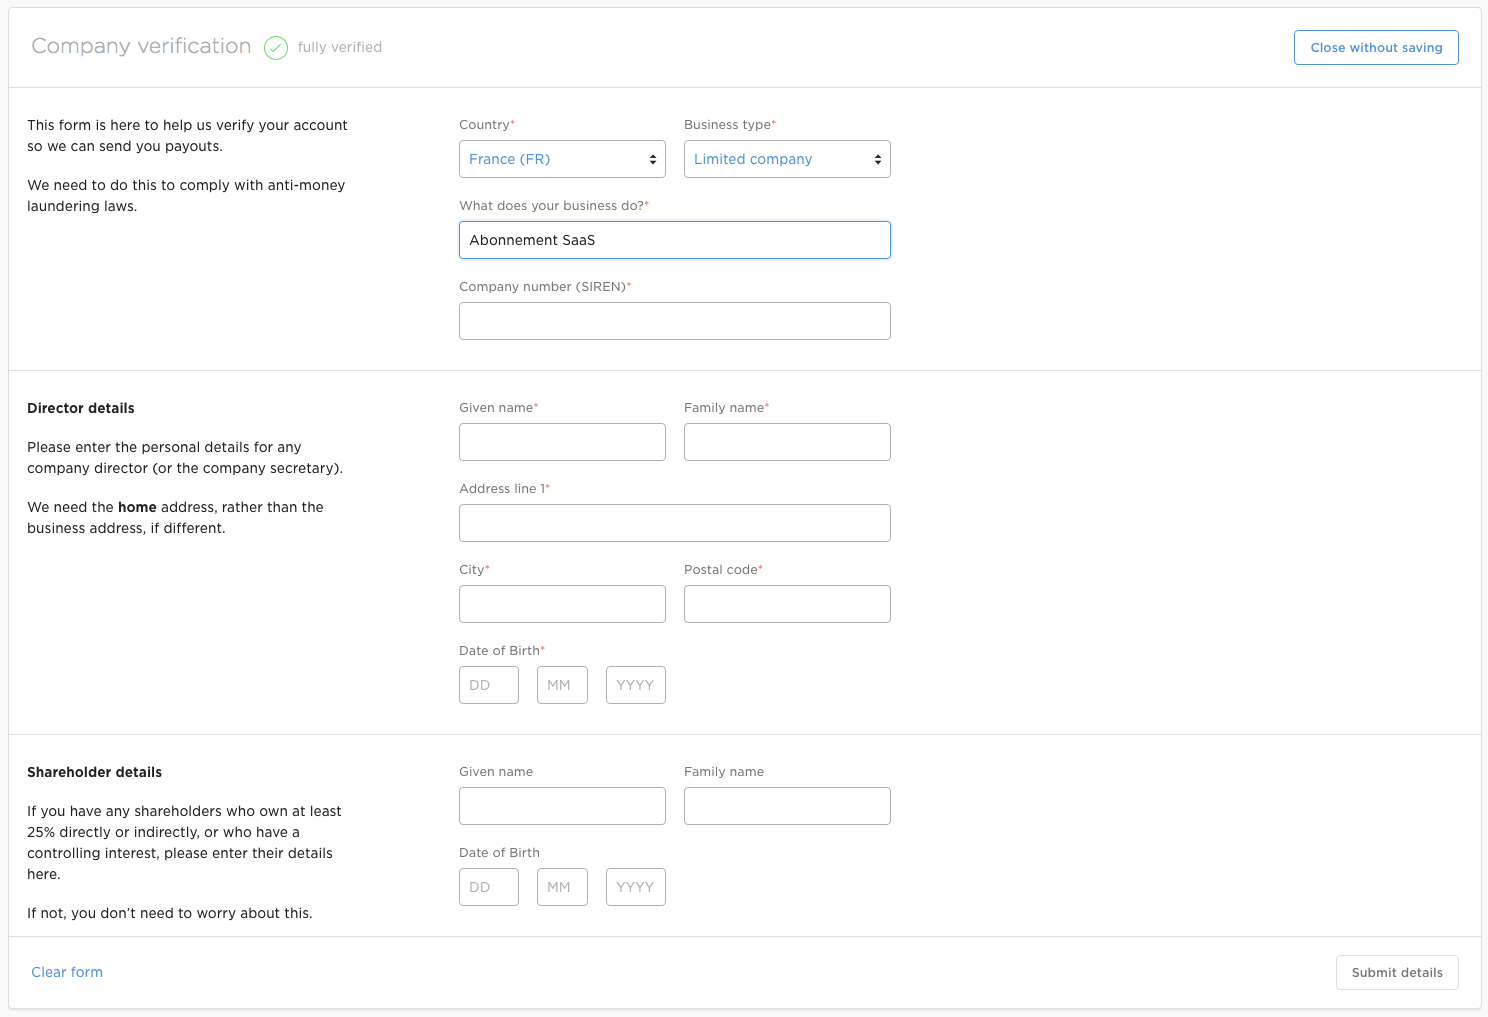 Company verification fully verified
Close without saving
This form is here to help us verify your account
so we can send you payouts.
We need to do this to comply with anti-money
laundering laws.
Country* Business type*
France (FR) Limited company
What does your business do?*
Abonnement SaaS
Company number (SIREN)*
Director details
Please enter the personal details for any
company director (or the company secretary).
We need the home address, rather than the
business address, if different.
Given name* Family name*
Address line 1*
City* Postal code*
Date of Birth*
DD MM YYYY
Shareholder details
If you have any shareholders who own at least
25% directly or indirectly, or who have a
controlling interest, please enter their details
here.
If not, you don’t need to worry about this.
Given name Family name
Date of Birth
DD MM YYYY
Clear form
Submit details